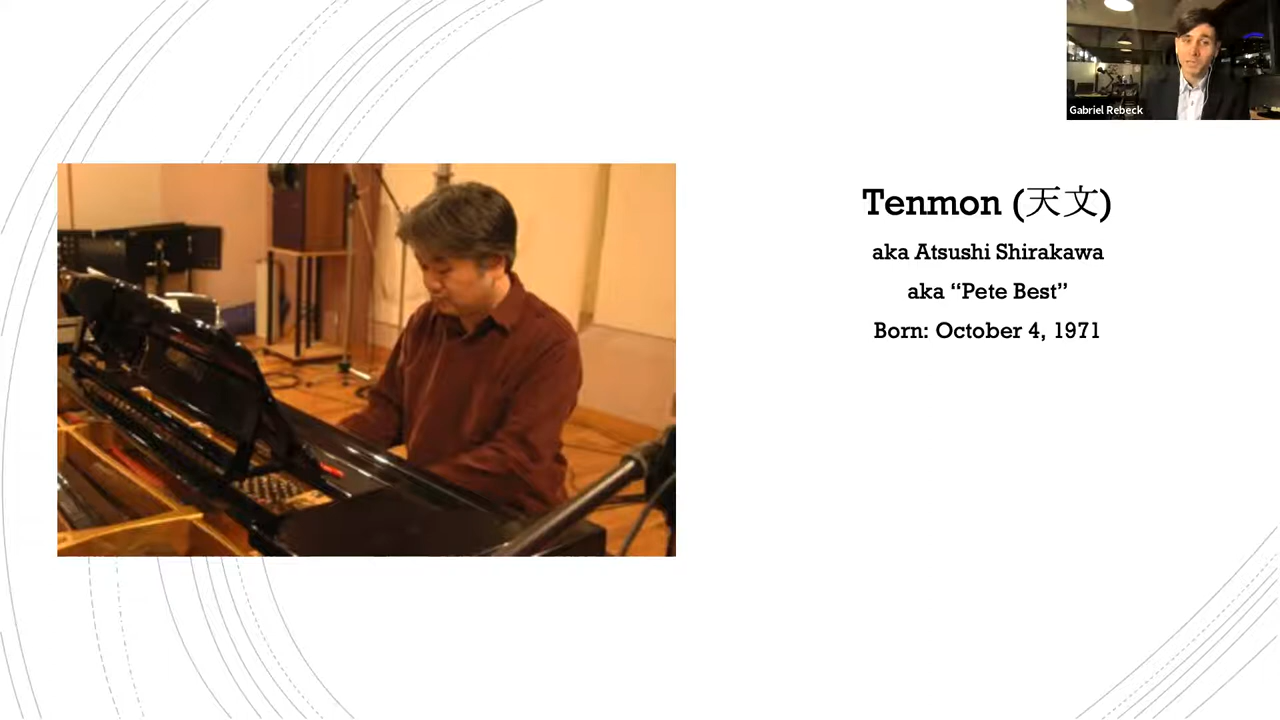 Gabriel Rebeck
Tenmon (天文)
aka Atsushi Shirakawa
aka “Pete Best”
Born: October 4, 1971